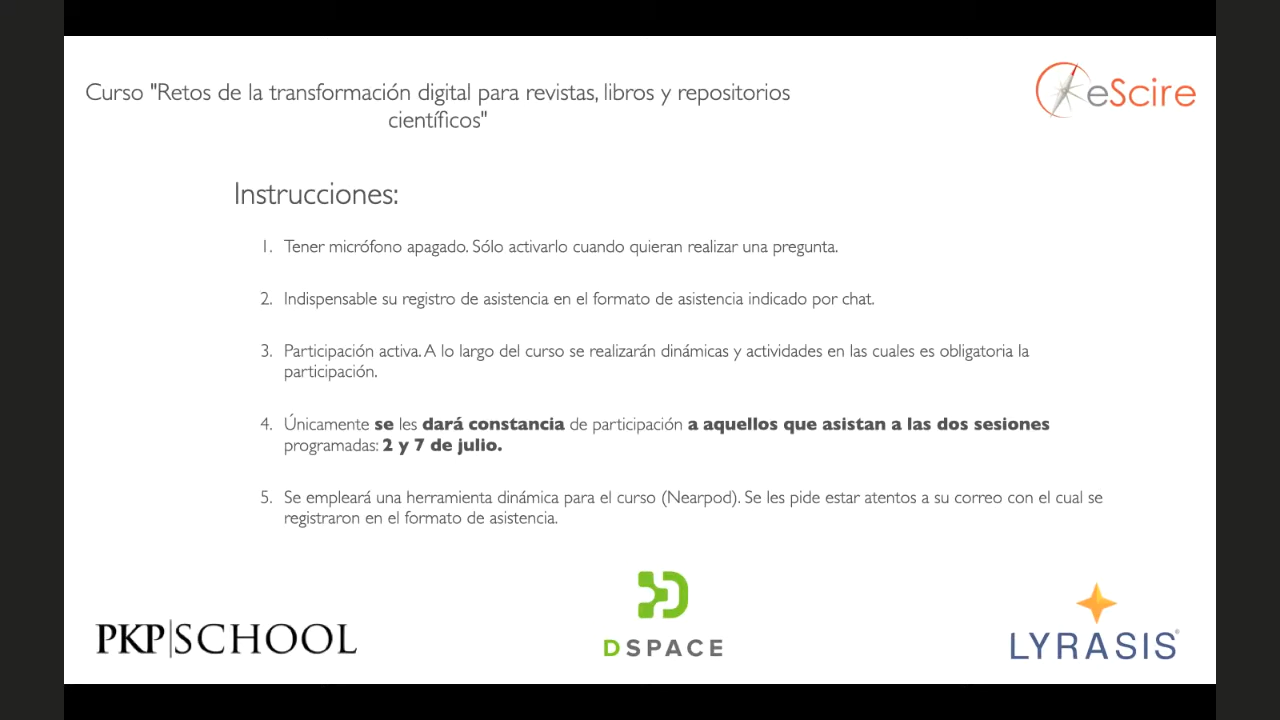 Curso "Retos de la transformación digital para revistas, libros y repositorios
científicos"
eScire
Instrucciones:
1. Tener micrófono apagado. Sólo activarlo cuando quieran realizar una pregunta.
2. Indispensable su registro de asistencia en el formato de asistencia indicado por chat.
3. Participación activa. A lo largo del curso se realizarán dinámicas y actividades en las cuales es obligatoria la
participación.
4. Únicamente se les dará constancia de participación a aquellos que asistan a las dos sesiones
programadas: 2 y 7 de julio.
5. Se empleará una herramienta dinámica para el curso (Nearpod). Se les pide estar atentos a su correo con el cual se
registraron en el formato de asistencia.
PKP|SCHOOL
DSPACE
LYRASIS®